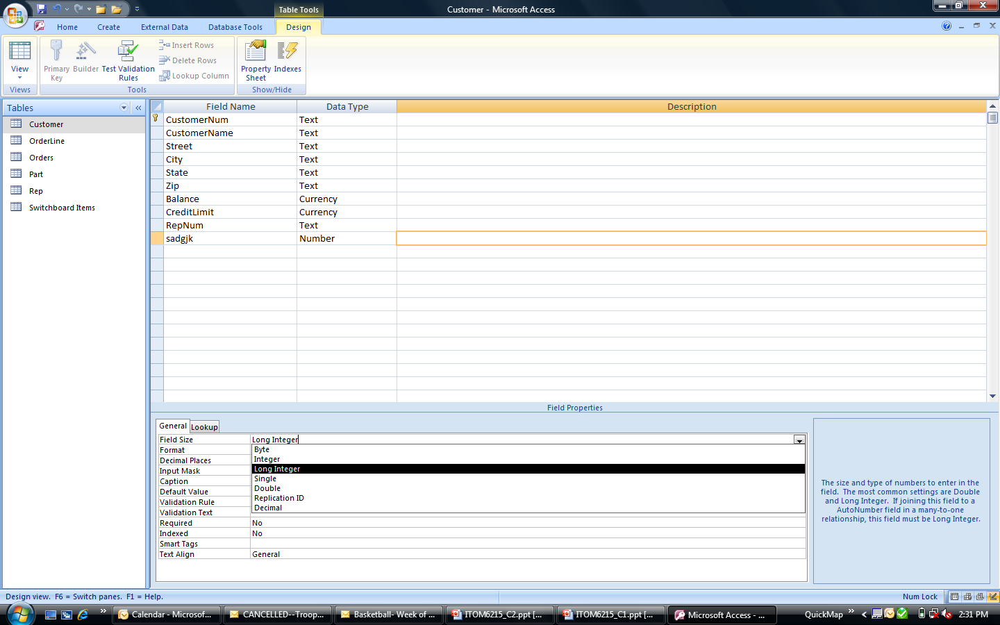 Table Tools
Customer - Microsoft Access
Home Create External Data Database Tools Design
View
Primary Key
Builder
Test Validation Rules
Insert Rows
Delete Rows
Lookup Column
Property Sheet
Indexes
Views Tools Show/Hide
Tables
Customer
OrderLine
Orders
Part
Rep
Switchboard Items
Field Name Data Type Description
CustomerNum Text
CustomerName Text
Street Text
City Text
State Text
Zip Text
Balance Currency
CreditLimit Currency
RepNum Text
sadgjk Number
Field Properties
General Lookup
Field Size Long Integer
Format
Decimal Places
Input Mask
Caption
Default Value
Validation Rule
Validation Text
Byte
Integer
Long Integer
Single
Double
Replication ID
Decimal
Required No
Indexed No
Smart Tags
Text Align General
The size and type of numbers to enter in the
field. The most common settings are Double
and Long Integer. If joining this field to a
AutoNumber field in a many-to-one
relationship, this field must be Long Integer.
Design view. F6 = Switch panes. F1 = Help.
Num Lock
Calendar - Microsof... CANCELLED--Troop... Basketball- Week of ... ITOM6215_C2.ppt [... ITOM6215_C1.ppt [... Microsoft Access - ... QuickMap 2:31 PM